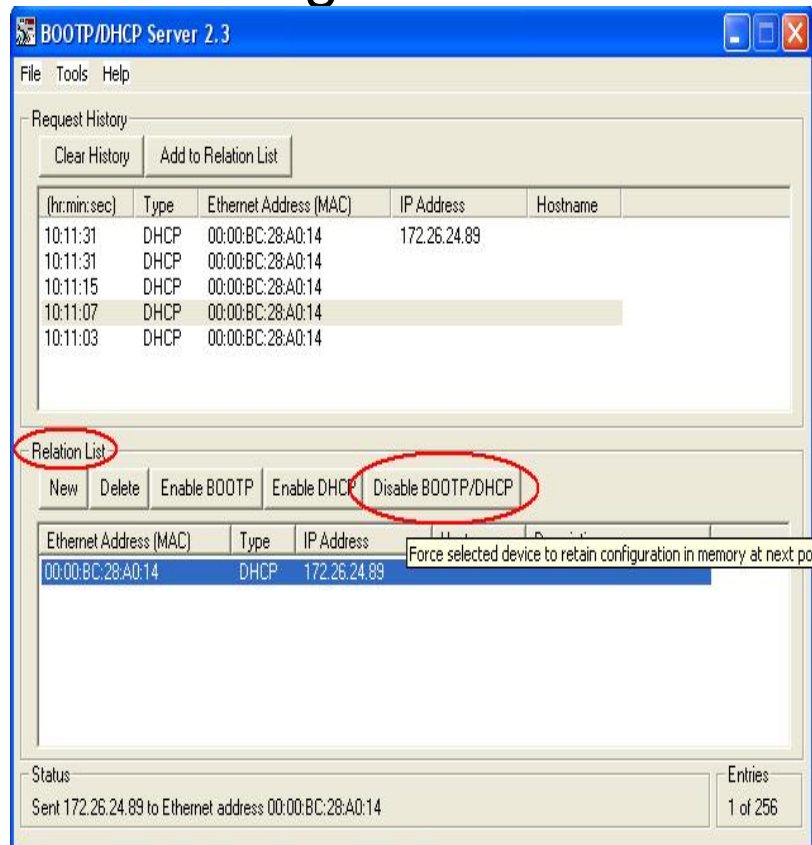 BOOTP/DHCP Server 2.3
File Tools Help
Request History
Clear History Add to Relation List
(hr:min:sec) Type Ethernet Address (MAC) IP Address Hostname
10:11:31 DHCP 00:00:BC:28:A0:14 172.26.24.89
10:11:31 DHCP 00:00:BC:28:A0:14
10:11:15 DHCP 00:00:BC:28:A0:14
10:11:07 DHCP 00:00:BC:28:A0:14
10:11:03 DHCP 00:00:BC:28:A0:14
Relation List
New Delete Enable BOOTP Enable DHCP Disable BOOTP/DHCP
Ethernet Address (MAC) Type IP Address
Force selected device to retain configuration in memory at next po
00:00:BC:28:A0:14 DHCP 172.26.24.89
Status
Sent 172.26.24.89 to Ethernet address 00:00:BC:28:A0:14
Entries
1 of 256